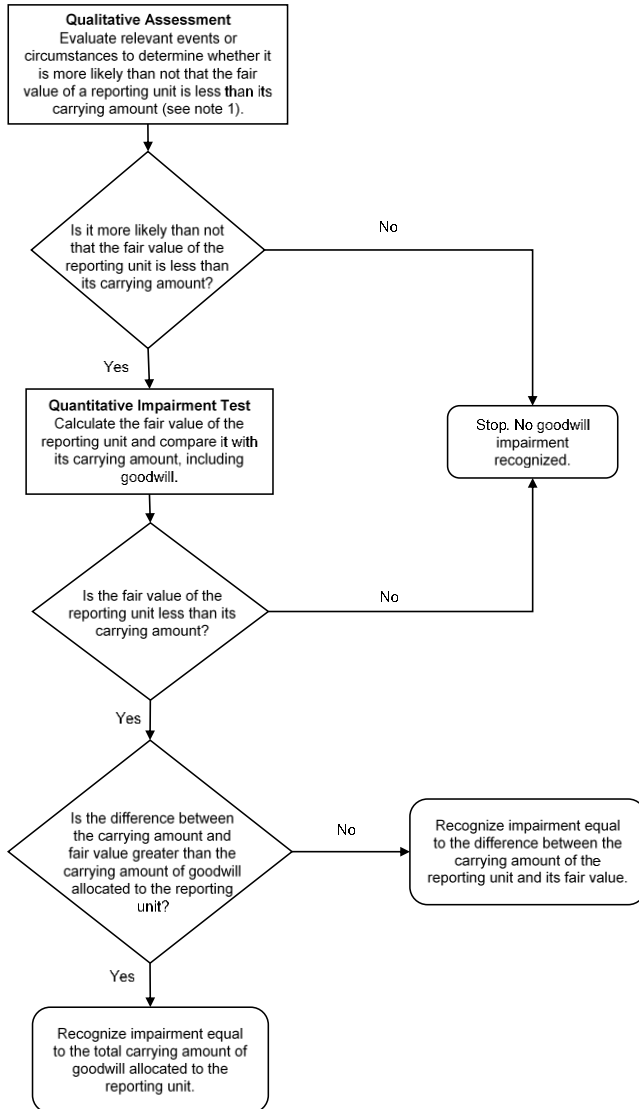 Qualitative Assessment
Evaluate relevant events or
circumstances to determine whether it
is more likely than not that the fair
value of a reporting unit is less than its
carrying amount (see note 1).
Is it more likely than not
that the fair value of the
reporting unit is less than
its carrying amount?
No
Yes
Quantitative Impairment Test
Calculate the fair value of the
reporting unit and compare it with
its carrying amount, including
goodwill.
Stop. No goodwill
impairment
recognized.
Is the fair value of the
reporting unit less than its
carrying amount?
No
Yes
Is the difference between
the carrying amount and
fair value greater than the
carrying amount of goodwill
allocated to the reporting
unit?
No
Recognize impairment equal
to the difference between the
carrying amount of the
reporting unit and its fair value.
Yes
Recognize impairment equal
to the total carrying amount of
goodwill allocated to the
reporting unit.